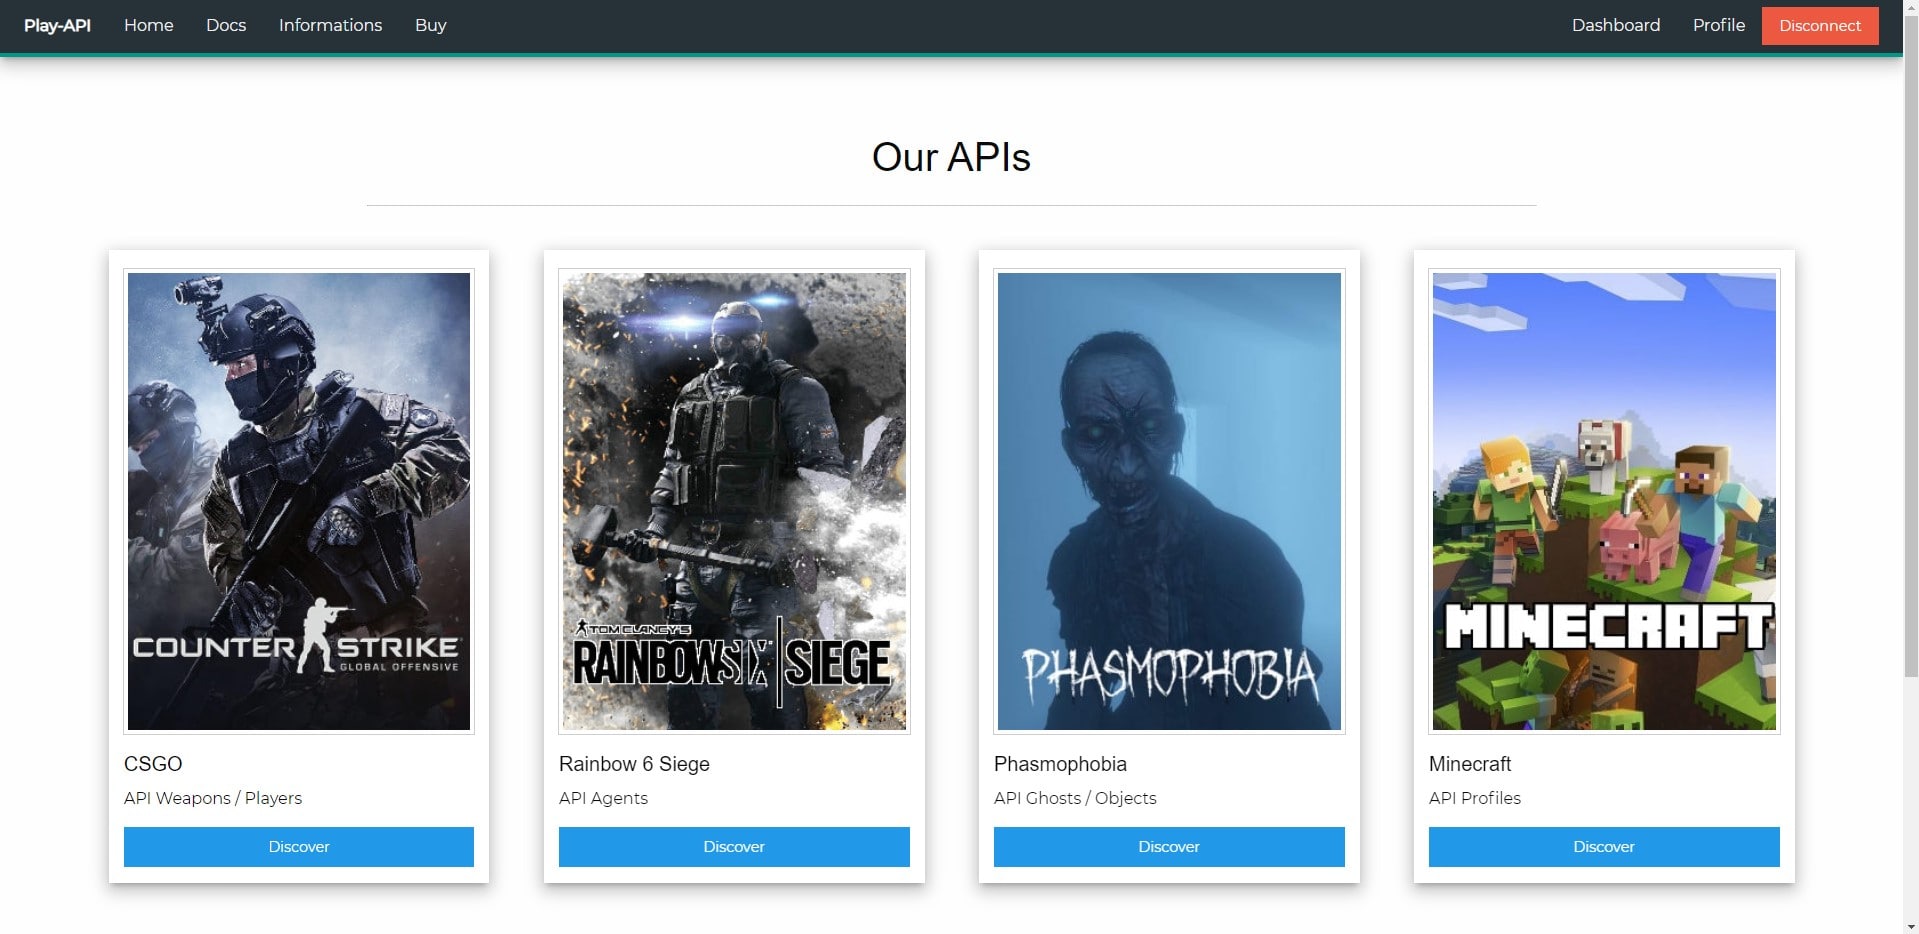 Play-API Home Docs Informations Buy Dashboard Profile Disconnect
Our APIs
COUNTER STRIKE
GLOBAL OFFENSIVE
TOM CLANCY'S
RAINBOW SIX SIEGE
PHASMOPHOBIA
MINECRAFT
CSGO
API Weapons / Players
Discover
Rainbow 6 Siege
API Agents
Discover
Phasmophobia
API Ghosts / Objects
Discover
Minecraft
API Profiles
Discover